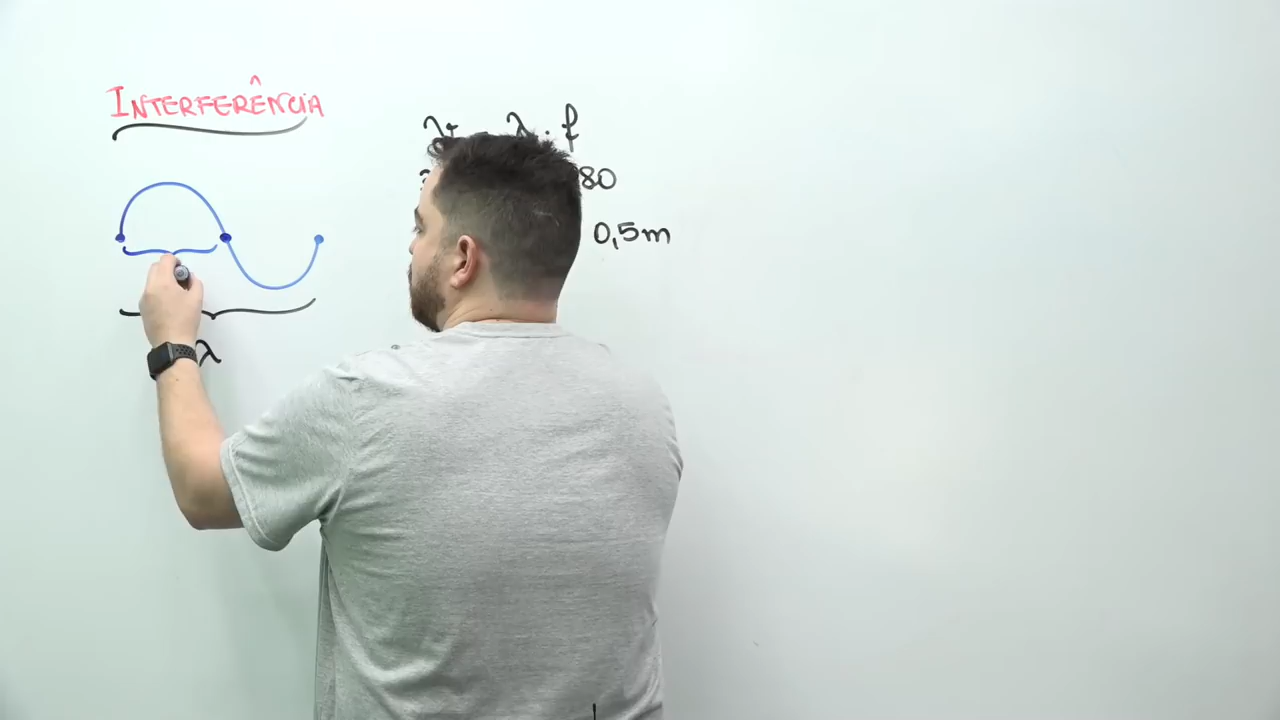 INTERFERÊNCIA
λ . f
80
0,5m
λ